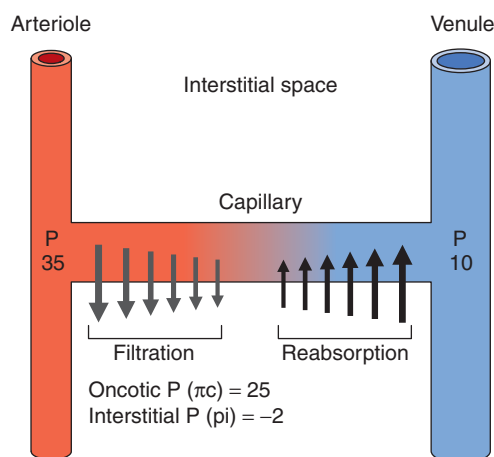 Arteriole
Venule
Interstitial space
Capillary
P
35
P
10
Filtration
Reabsorption
Oncotic P (πc) = 25
Interstitial P (pi) = −2